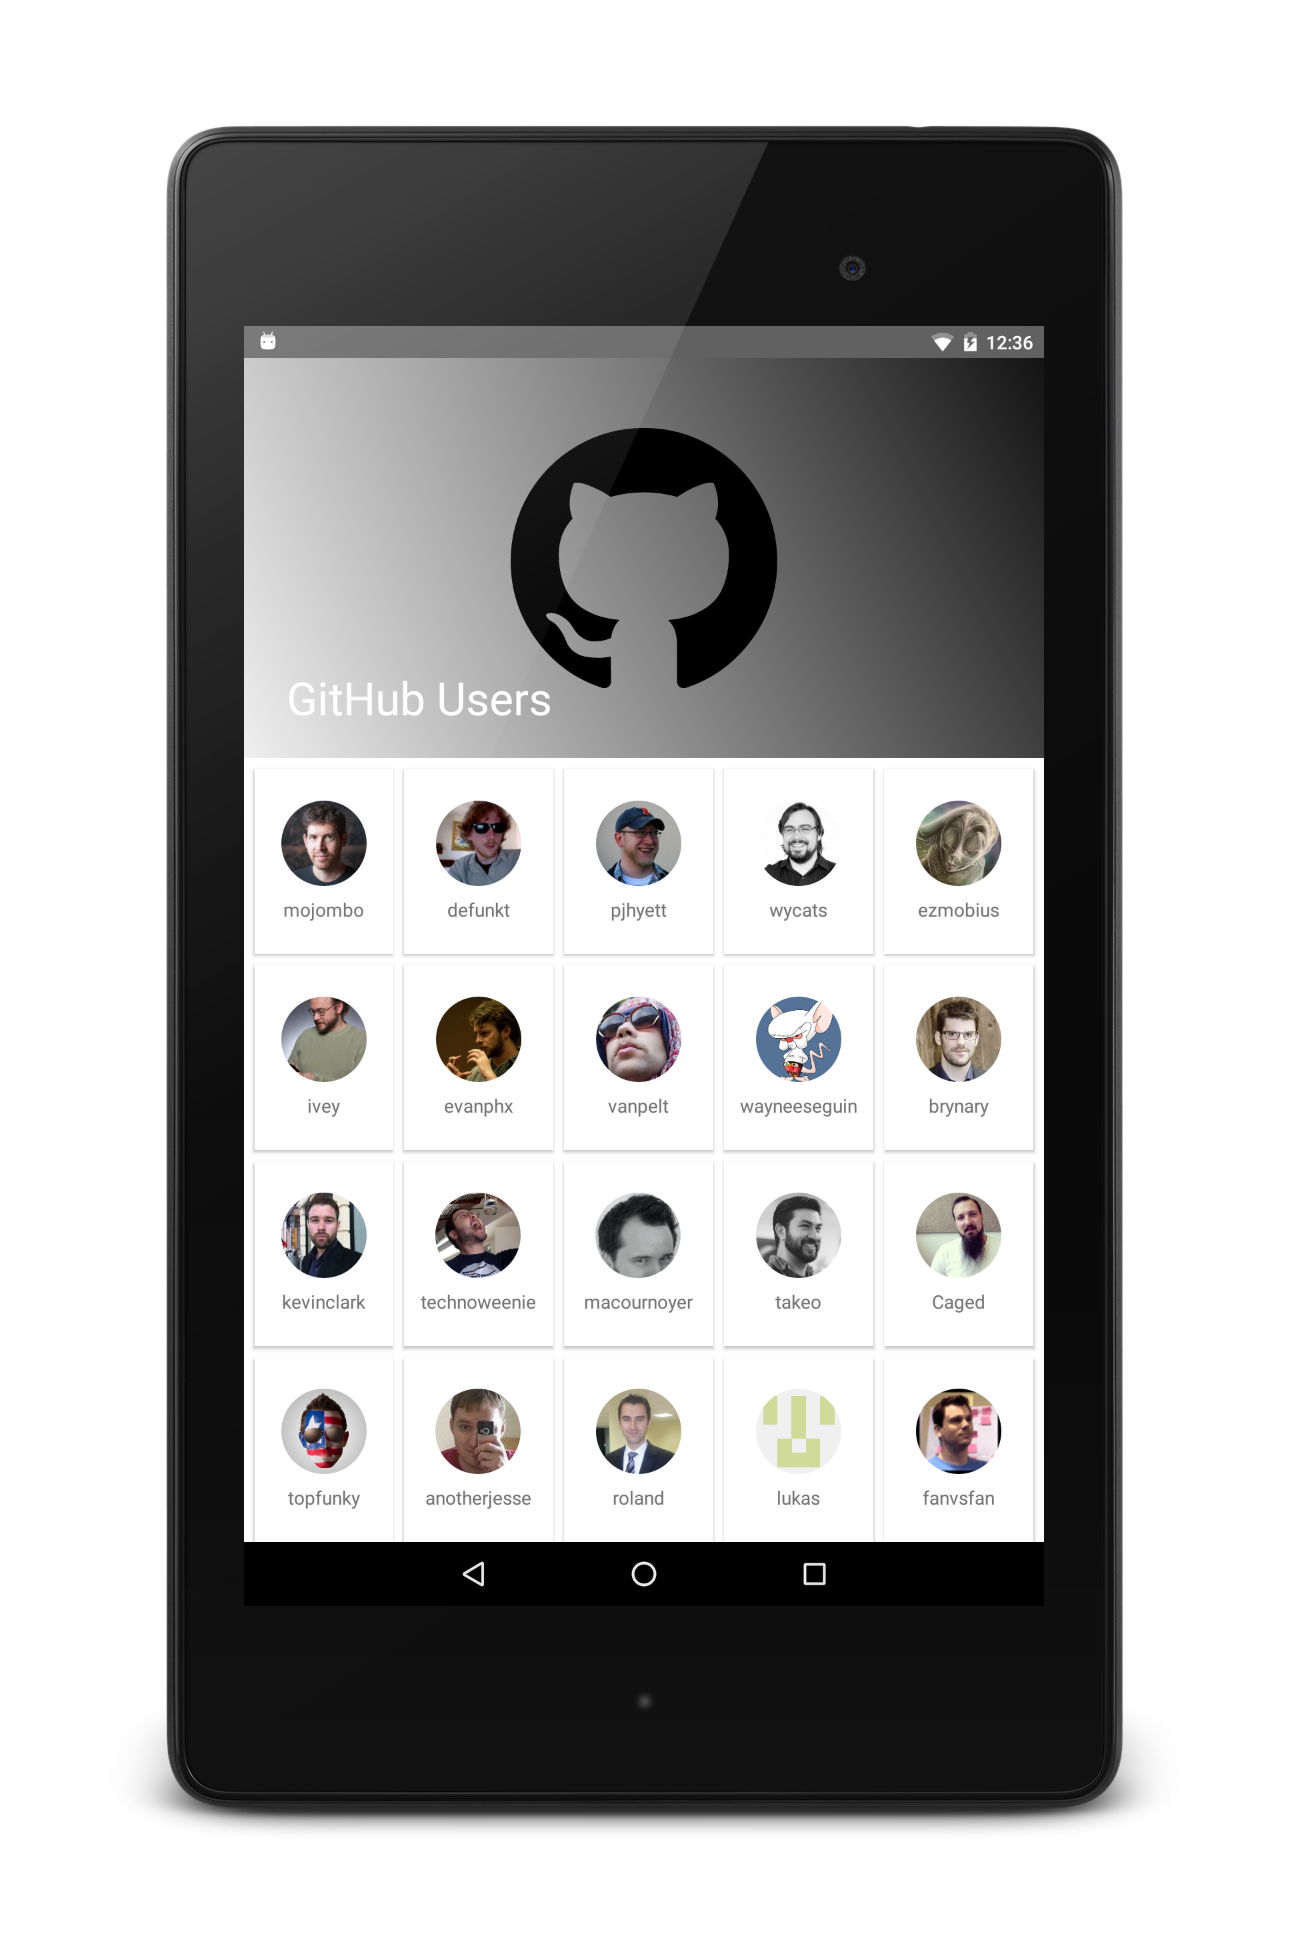 12:36
GitHub Users
mojombo defunkt pjhyett wycats ezmobius
ivey evanphx vanpelt wayneeseguin brynary
kevinclark technoweenie macournoyer takeo Caged
topfunky anotherjesse roland lukas fanvsfan